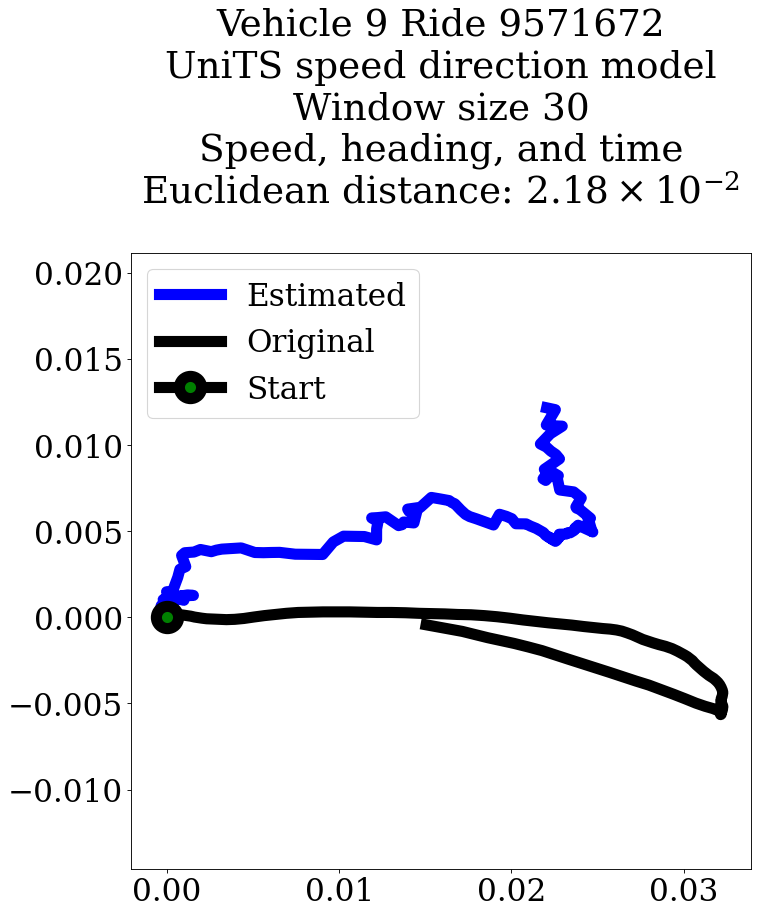 Vehicle 9 Ride 9571672
UniTS speed direction model
Window size 30
Speed, heading, and time
Euclidean distance: 2.18 × 10⁻²
Estimated
Original
Start
0.020
0.015
0.010
0.005
0.000
−0.005
−0.010
0.00 0.01 0.02 0.03